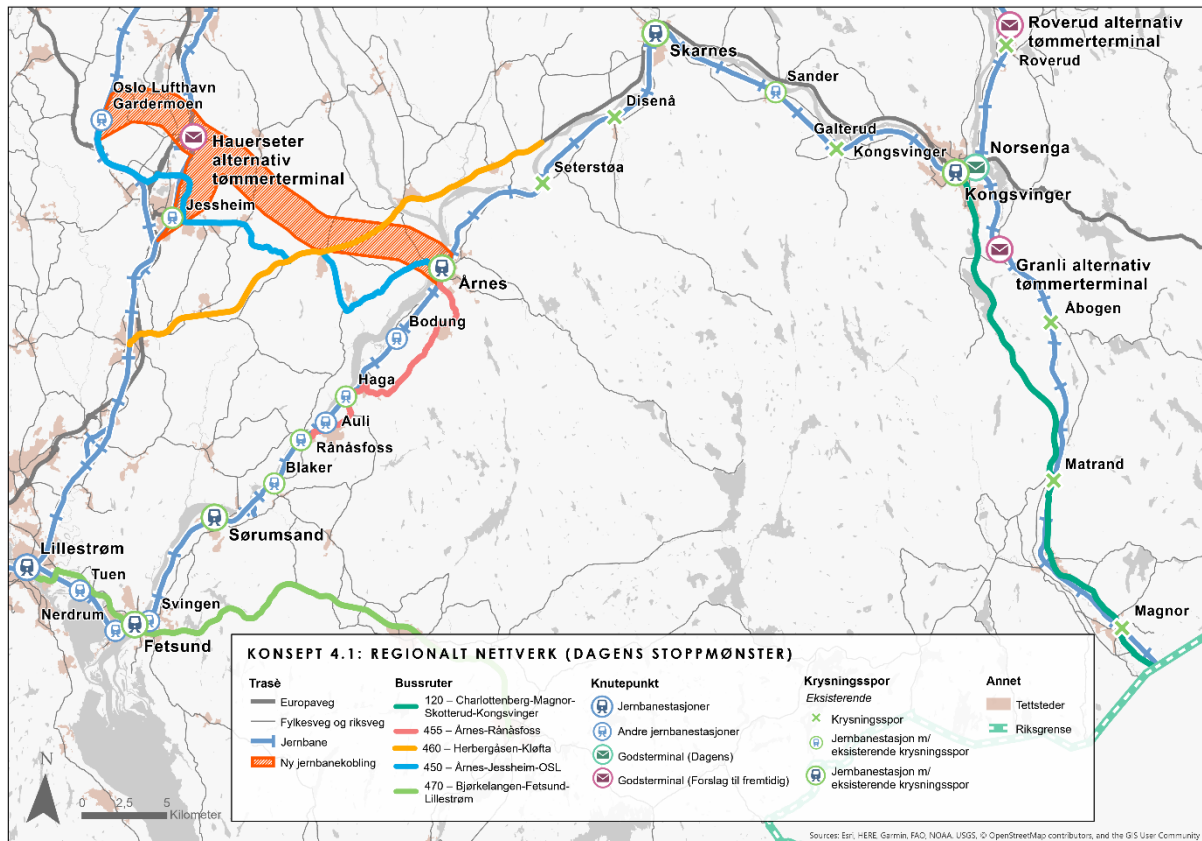 Roverud alternativ
tømmerterminal
Roverud
Skarnes
Sander
Oslo Lufthavn
Gardermoen
Disenå
Hauerseter
alternativ
tømmerterminal
Galterud
Kongsvinger
Norsenga
Kongsvinger
Seterstøa
Jessheim
Granli alternativ
tømmerterminal
Årnes
Åbogen
Bodung
Haga
Auli
Rånåsfoss
Blaker
Matrand
Sørumsand
Lillestrøm
Tuen
Nerdrum
Svingen
Fetsund
Magnor
KONSEPT 4.1: REGIONALT NETTVERK (DAGENS STOPPMØNSTER)
Trasè
Europaveg
Fylkesveg og riksveg
Jernbane
Ny jernbanekobling
Bussruter
120 – Charlottenberg-Magnor-
Skotterud-Kongsvinger
455 – Årnes-Rånåsfoss
460 – Herbergåsen-Kløfta
450 – Årnes-Jessheim-OSL
470 – Bjørkelangen-Fetsund-
Lillestrøm
Knutepunkt
Jernbanestasjoner
Andre jernbanestasjoner
Godsterminal (Dagens)
Godsterminal (Forslag til fremtidig)
Krysningsspor
Eksisterende
Krysningsspor
Jernbanestasjon m/
eksisterende krysningsspor
Jernbanestasjon m/
eksisterende krysningsspor
Annet
Tettsteder
Riksgrense
N
0 2,5 5
Kilometer
Sources: Esri, HERE, Garmin, FAO, NOAA, USGS, © OpenStreetMap contributors, and the GIS User Community